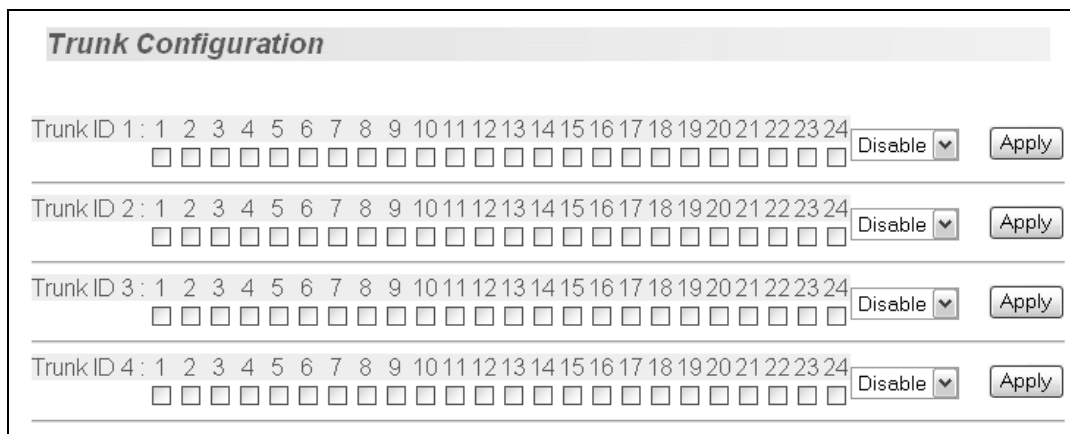 Trunk Configuration
Trunk ID 1 : 1 2 3 4 5 6 7 8 9 10 11 12 13 14 15 16 17 18 19 20 21 22 23 24 Disable Apply
Trunk ID 2 : 1 2 3 4 5 6 7 8 9 10 11 12 13 14 15 16 17 18 19 20 21 22 23 24 Disable Apply
Trunk ID 3 : 1 2 3 4 5 6 7 8 9 10 11 12 13 14 15 16 17 18 19 20 21 22 23 24 Disable Apply
Trunk ID 4 : 1 2 3 4 5 6 7 8 9 10 11 12 13 14 15 16 17 18 19 20 21 22 23 24 Disable Apply